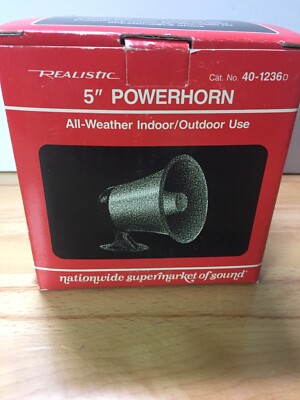 REALISTIC
Cat. No. 40-1236D
5" POWERHORN
All-Weather Indoor/Outdoor Use
nationwide supermarket of sound®